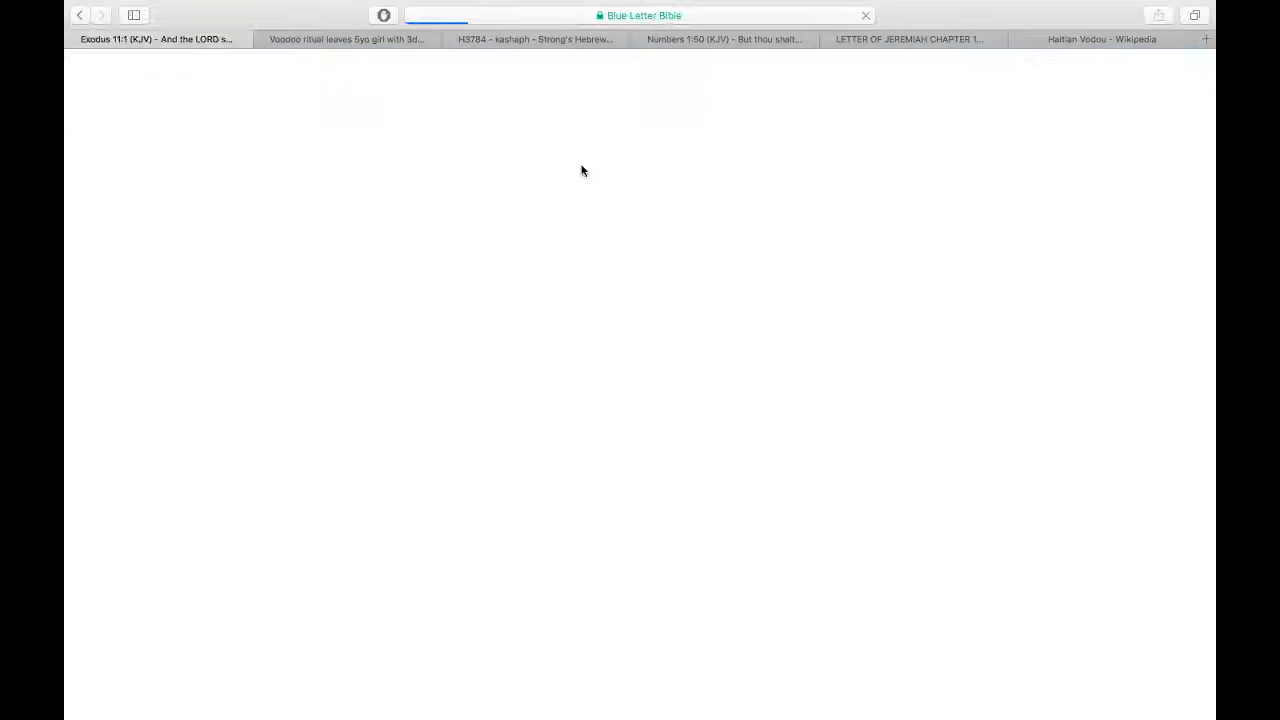 Blue Letter Bible
Exodus 11:1 (KJV) - And the LORD s...
Voodoo ritual leaves 5yo girl with 3d...
H3784 - kashaph - Strong's Hebrew...
Numbers 1:50 (KJV) - But thou shalt...
LETTER OF JEREMIAH CHAPTER 1...
Haitian Vodou - Wikipedia